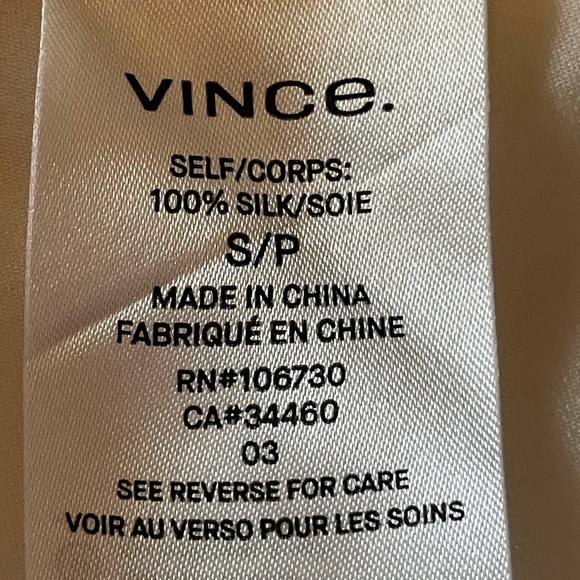 VINCE.
SELF/CORPS:
100% SILK/SOIE
S/P
MADE IN CHINA
FABRIQUÉ EN CHINE
RN#106730
CA#34460
03
SEE REVERSE FOR CARE
VOIR AU VERSO POUR LES SOINS